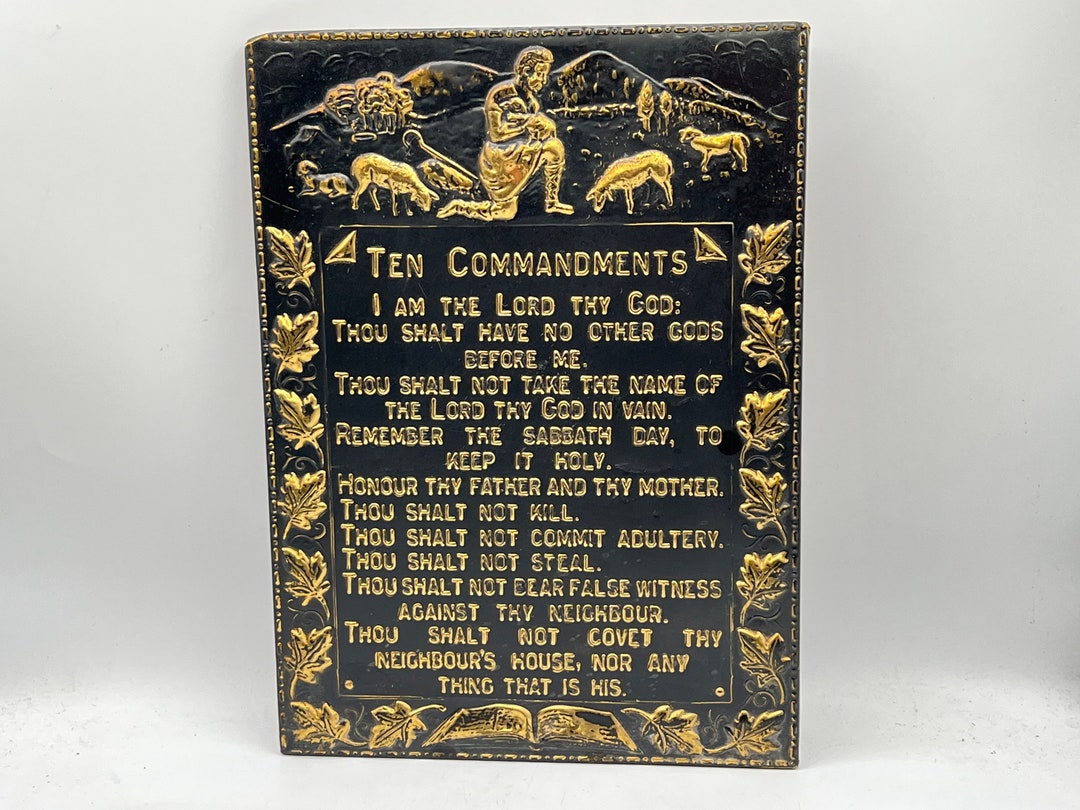 TEN COMMANDMENTS
I AM THE LORD THY GOD:
THOU SHALT HAVE NO OTHER GODS
BEFORE ME.
THOU SHALT NOT TAKE THE NAME OF
THE LORD THY GOD IN VAIN.
REMEMBER THE SABBATH DAY, TO
KEEP IT HOLY.
HONOUR THY FATHER AND THY MOTHER.
THOU SHALT NOT KILL.
THOU SHALT NOT COMMIT ADULTERY.
THOU SHALT NOT STEAL.
THOU SHALT NOT BEAR FALSE WITNESS
AGAINST THY NEIGHBOUR.
THOU SHALT NOT COVET THY
NEIGHBOUR'S HOUSE, NOR ANY
THING THAT IS HIS.